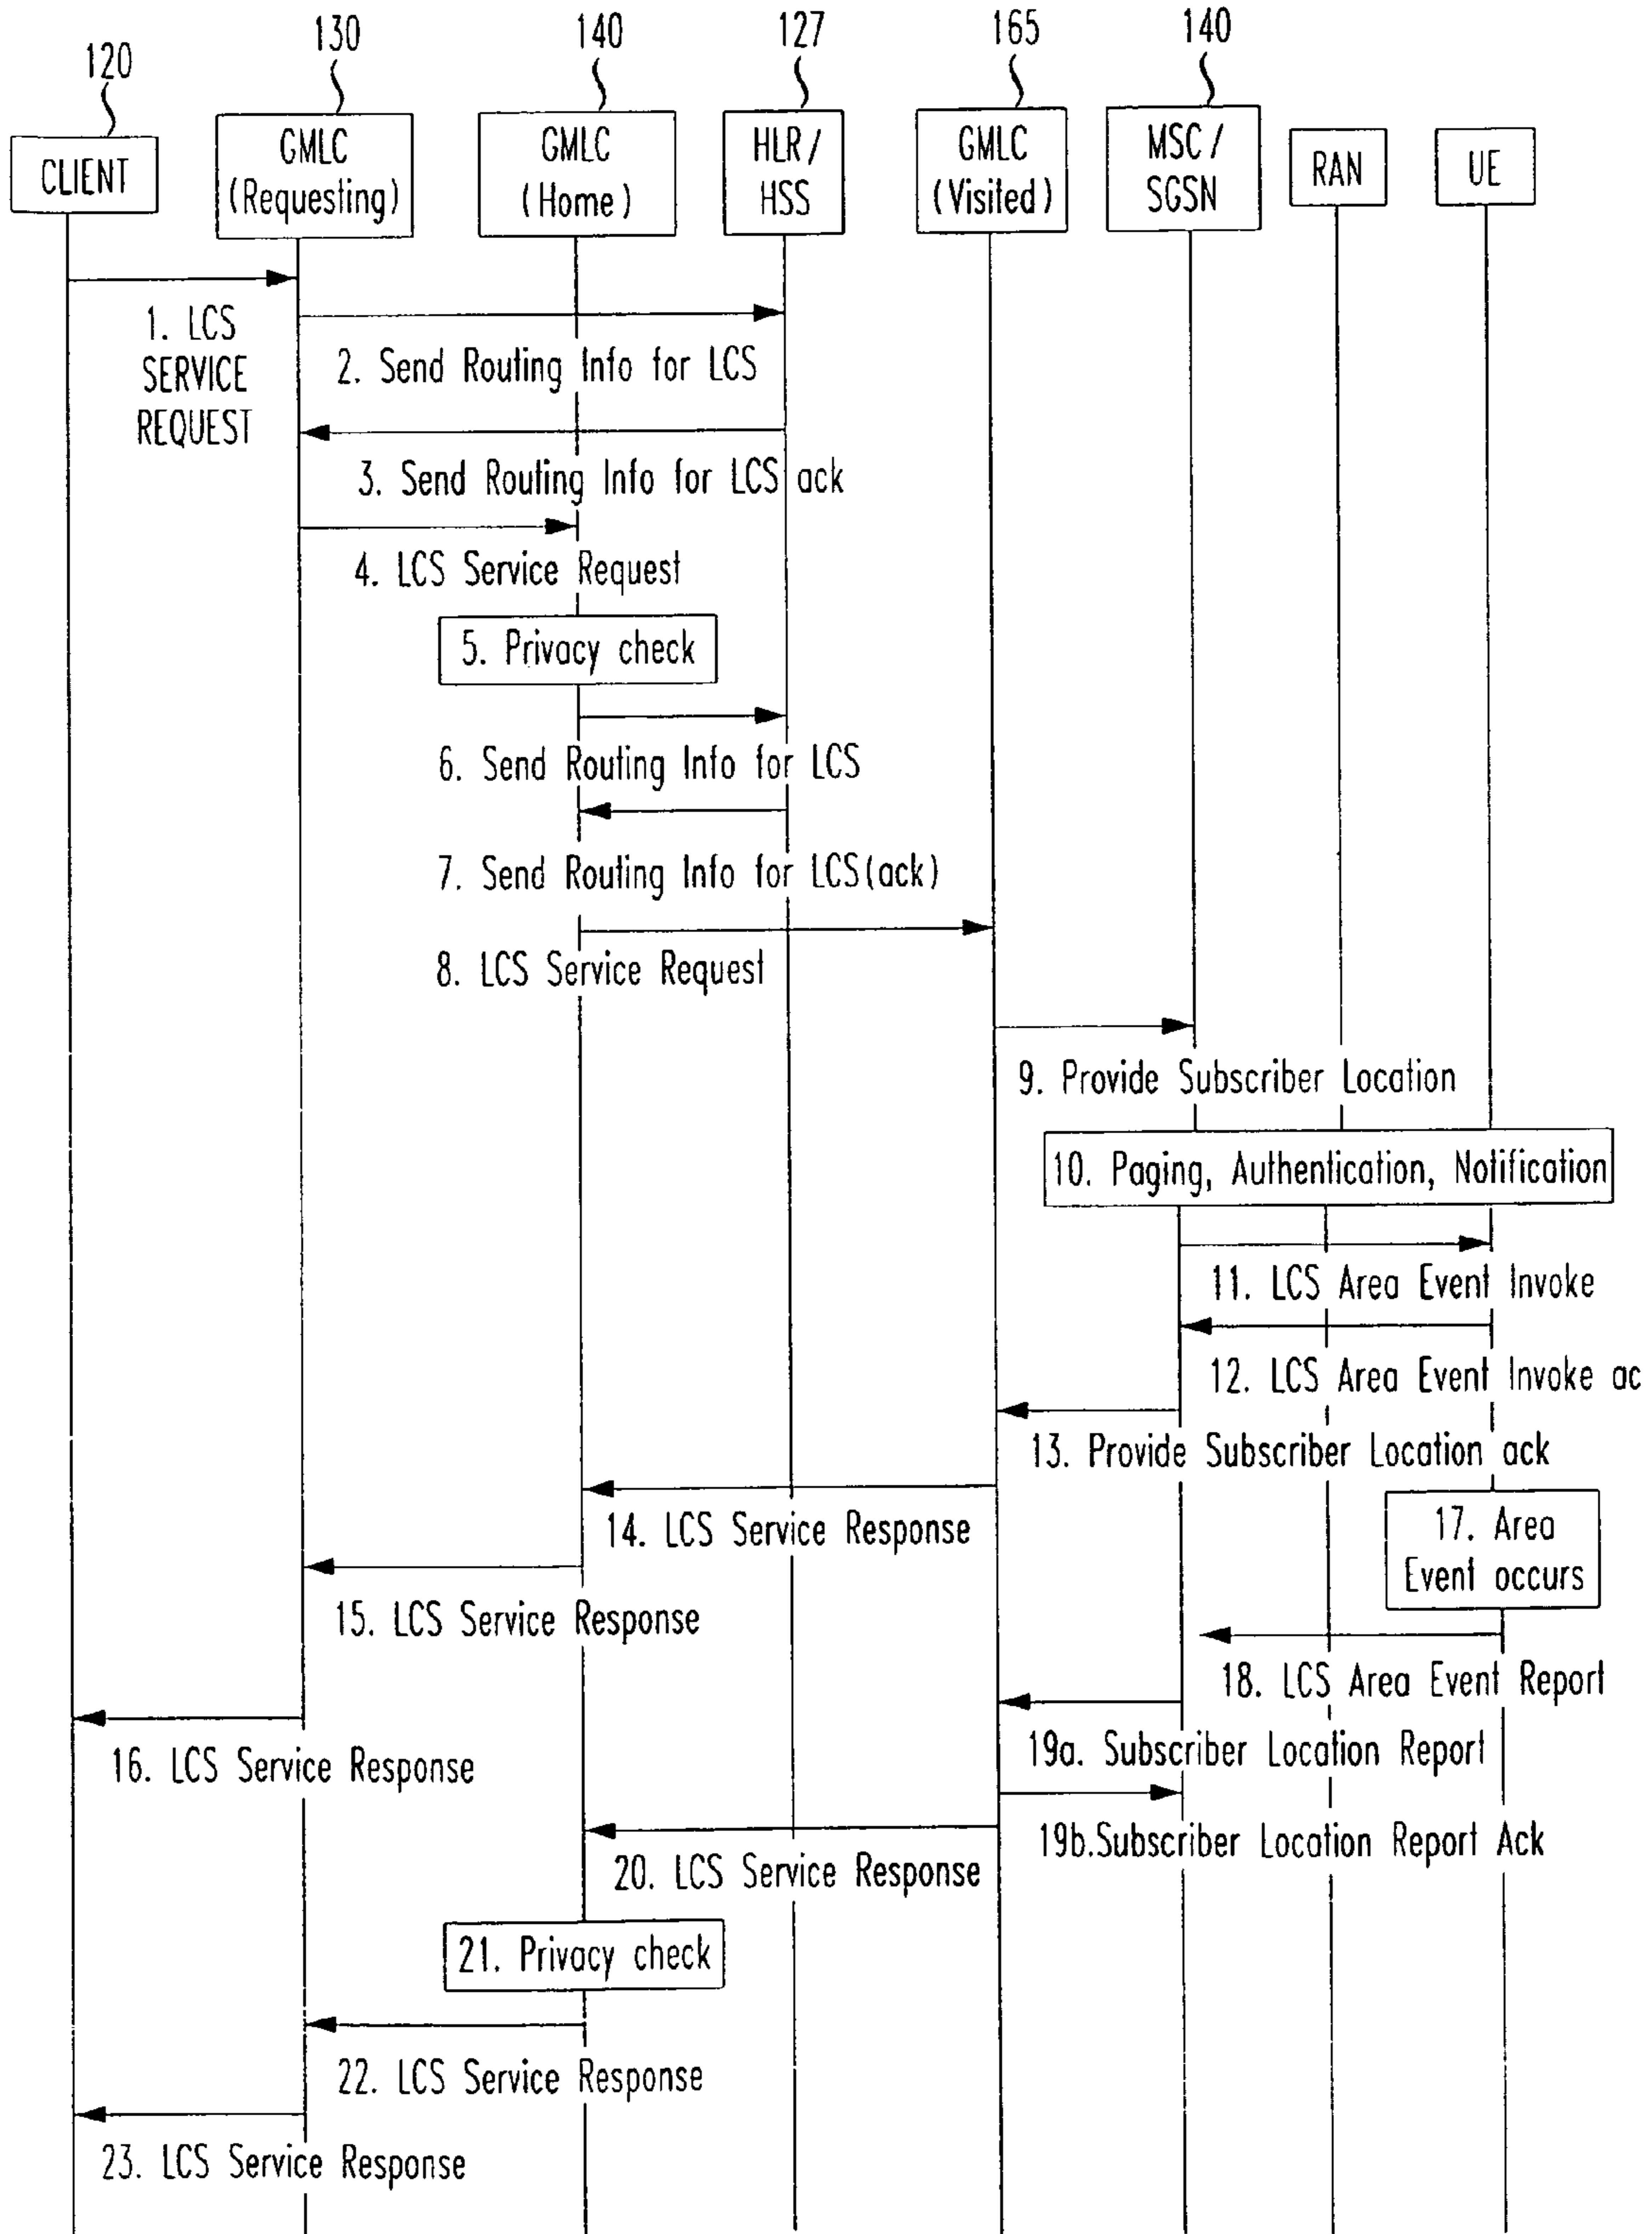 120
130
140
127
165
140
CLIENT
GMLC
(Requesting)
GMLC
(Home)
HLR/
HSS
GMLC
(Visited)
MSC/
SGSN
RAN
UE
1. LCS
SERVICE
REQUEST
2. Send Routing Info for LCS
3. Send Routing Info for LCS ack
4. LCS Service Request
5. Privacy check
6. Send Routing Info for LCS
7. Send Routing Info for LCS(ack)
8. LCS Service Request
9. Provide Subscriber Location
10. Paging, Authentication, Notification
11. LCS Area Event Invoke
12. LCS Area Event Invoke ac
13. Provide Subscriber Location ack
14. LCS Service Response
15. LCS Service Response
16. LCS Service Response
17. Area
Event occurs
18. LCS Area Event Report
19a. Subscriber Location Report
19b.Subscriber Location Report Ack
20. LCS Service Response
21. Privacy check
22. LCS Service Response
23. LCS Service Response